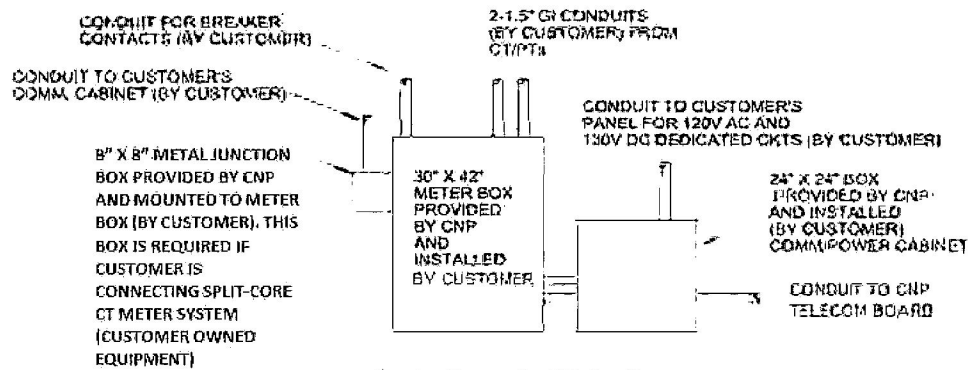 CONDUIT FOR BREAKER
CONTACTS (BY CUSTOMER)
2-1.5" GI CONDUITS
(BY CUSTOMER) FROM
CT/PTs
CONDUIT TO CUSTOMER'S
COMM. CABINET (BY CUSTOMER)
CONDUIT TO CUSTOMER'S
PANEL FOR 120V AC AND
130V DC DEDICATED CKTS (BY CUSTOMER)
8" X 8" METAL JUNCTION
BOX PROVIDED BY CNP
AND MOUNTED TO METER
BOX (BY CUSTOMER). THIS
BOX IS REQUIRED IF
CUSTOMER IS
CONNECTING SPLIT-CORE
CT METER SYSTEM
(CUSTOMER OWNED
EQUIPMENT)
30" X 42"
METER BOX
PROVIDED
BY CNP
AND
INSTALLED
BY CUSTOMER
24" X 24" BOX
PROVIDED BY CNP
AND INSTALLED
(BY CUSTOMER)
COMM/POWER CABINET
CONDUIT TO CNP
TELECOM BOARD